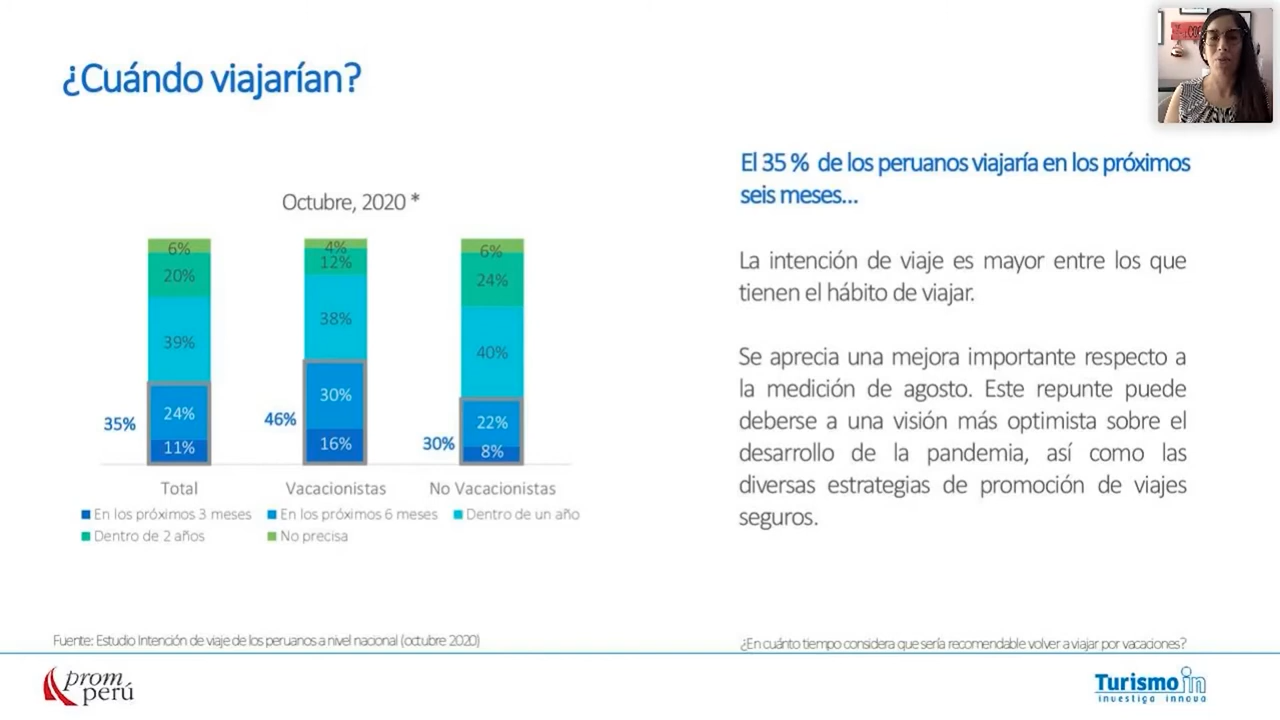 ¿Cuándo viajarían?
Octubre, 2020 *
6%
20%
39%
24%
11%
35%
4%
12%
38%
30%
16%
46%
6%
24%
40%
22%
8%
30%
Total
Vacacionistas
No Vacacionistas
En los próximos 3 meses
En los próximos 6 meses
Dentro de un año
Dentro de 2 años
No precisa
El 35 % de los peruanos viajaría en los próximos
seis meses...
La intención de viaje es mayor entre los que
tienen el hábito de viajar.
Se aprecia una mejora importante respecto a
la medición de agosto. Este repunte puede
deberse a una visión más optimista sobre el
desarrollo de la pandemia, así como las
diversas estrategias de promoción de viajes
seguros.
Fuente: Estudio Intención de viaje de los peruanos a nivel nacional (octubre 2020)
¿En cuánto tiempo considera que sería recomendable volver a viajar por vacaciones?
prom
perú
Turismo in
investiga innova